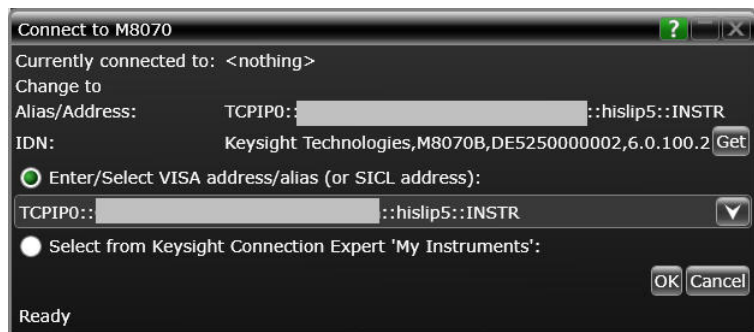 Connect to M8070 ?
Currently connected to: <nothing>
Change to
Alias/Address: TCPIP0:: ::hislip5::INSTR
IDN: Keysight Technologies,M8070B,DE5250000002,6.0.100.2 Get
Enter/Select VISA address/alias (or SICL address):
TCPIP0:: ::hislip5::INSTR
Select from Keysight Connection Expert 'My Instruments':
OK Cancel
Ready